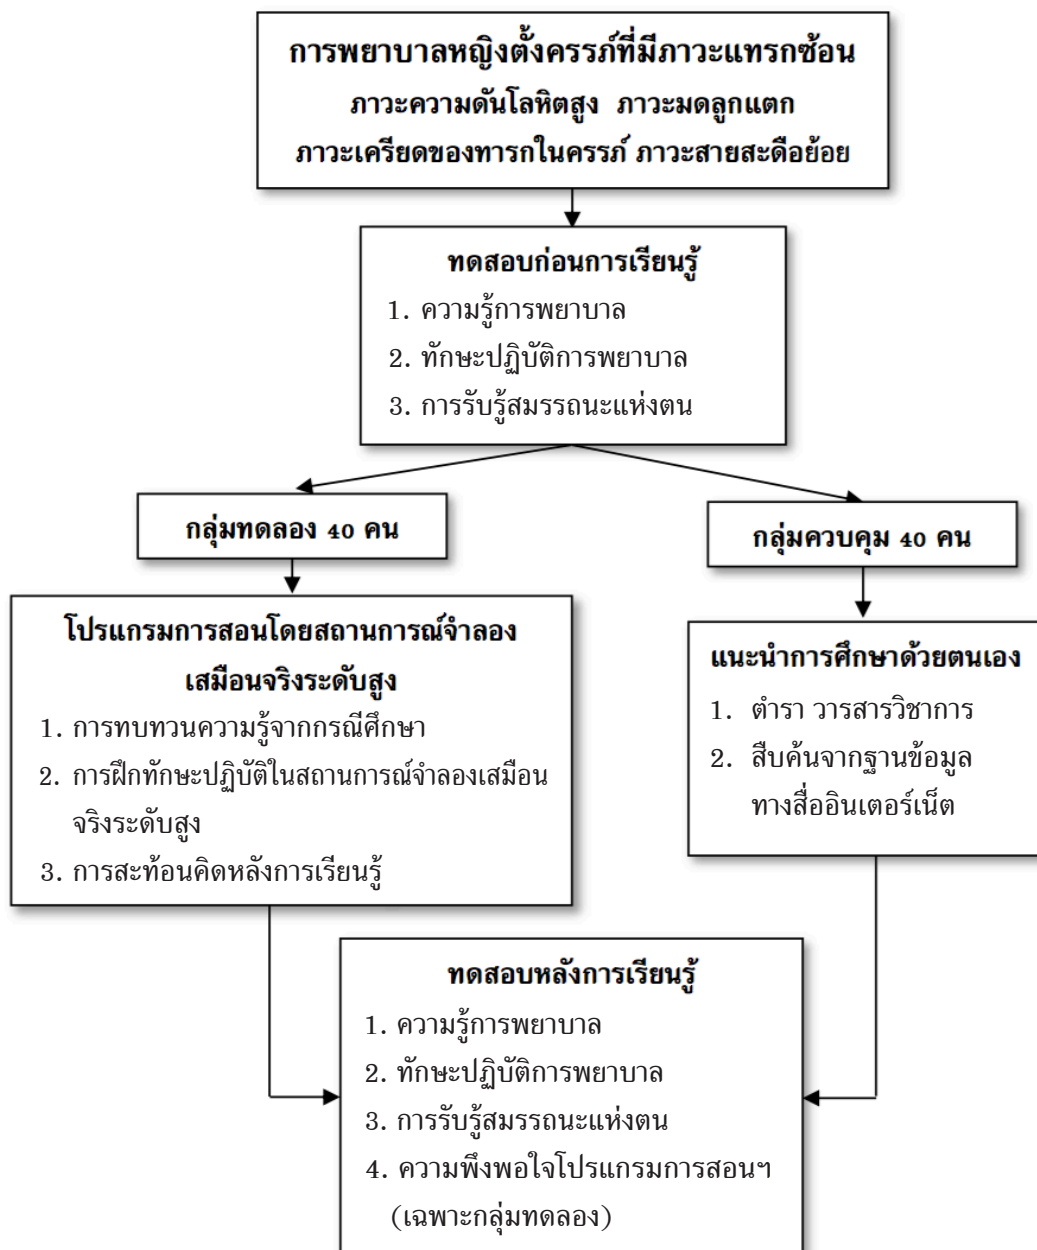 การพยาบาลหญิงตั้งครรภ์ที่มีภาวะแทรกซ้อน
ภาวะความดันโลหิตสูง ภาวะมดลูกแตก
ภาวะเครียดของทารกในครรภ์ ภาวะสายสะดือย้อย
ทดสอบก่อนการเรียนรู้
1. ความรู้การพยาบาล
2. ทักษะปฏิบัติการพยาบาล
3. การรับรู้สมรรถนะแห่งตน
กลุ่มทดลอง 40 คน
กลุ่มควบคุม 40 คน
โปรแกรมการสอนโดยสถานการณ์จำลอง
เสมือนจริงระดับสูง
1. การทบทวนความรู้จากกรณีศึกษา
2. การฝึกทักษะปฏิบัติในสถานการณ์จำลองเสมือน
จริงระดับสูง
3. การสะท้อนคิดหลังการเรียนรู้
แนะนำการศึกษาด้วยตนเอง
1. ตำรา วารสารวิชาการ
2. สืบค้นจากฐานข้อมูล
ทางสื่ออินเตอร์เน็ต
ทดสอบหลังการเรียนรู้
1. ความรู้การพยาบาล
2. ทักษะปฏิบัติการพยาบาล
3. การรับรู้สมรรถนะแห่งตน
4. ความพึงพอใจโปรแกรมการสอนฯ
(เฉพาะกลุ่มทดลอง)